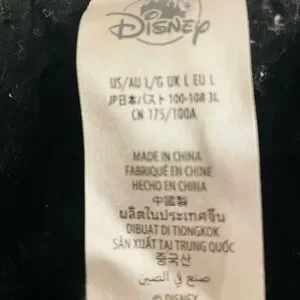 Disney
US/AU L/G UK L EU L
JP日本バスト 100-108 3L
CN 175/100A
MADE IN CHINA
FABRIQUÉ EN CHINE
HECHO EN CHINA
中國製
ผลิตในประเทศจีน
DIBUAT DI TIONGKOK
SẢN XUẤT TẠI TRUNG QUỐC
중국산
صنع في الصين
© DISNEY